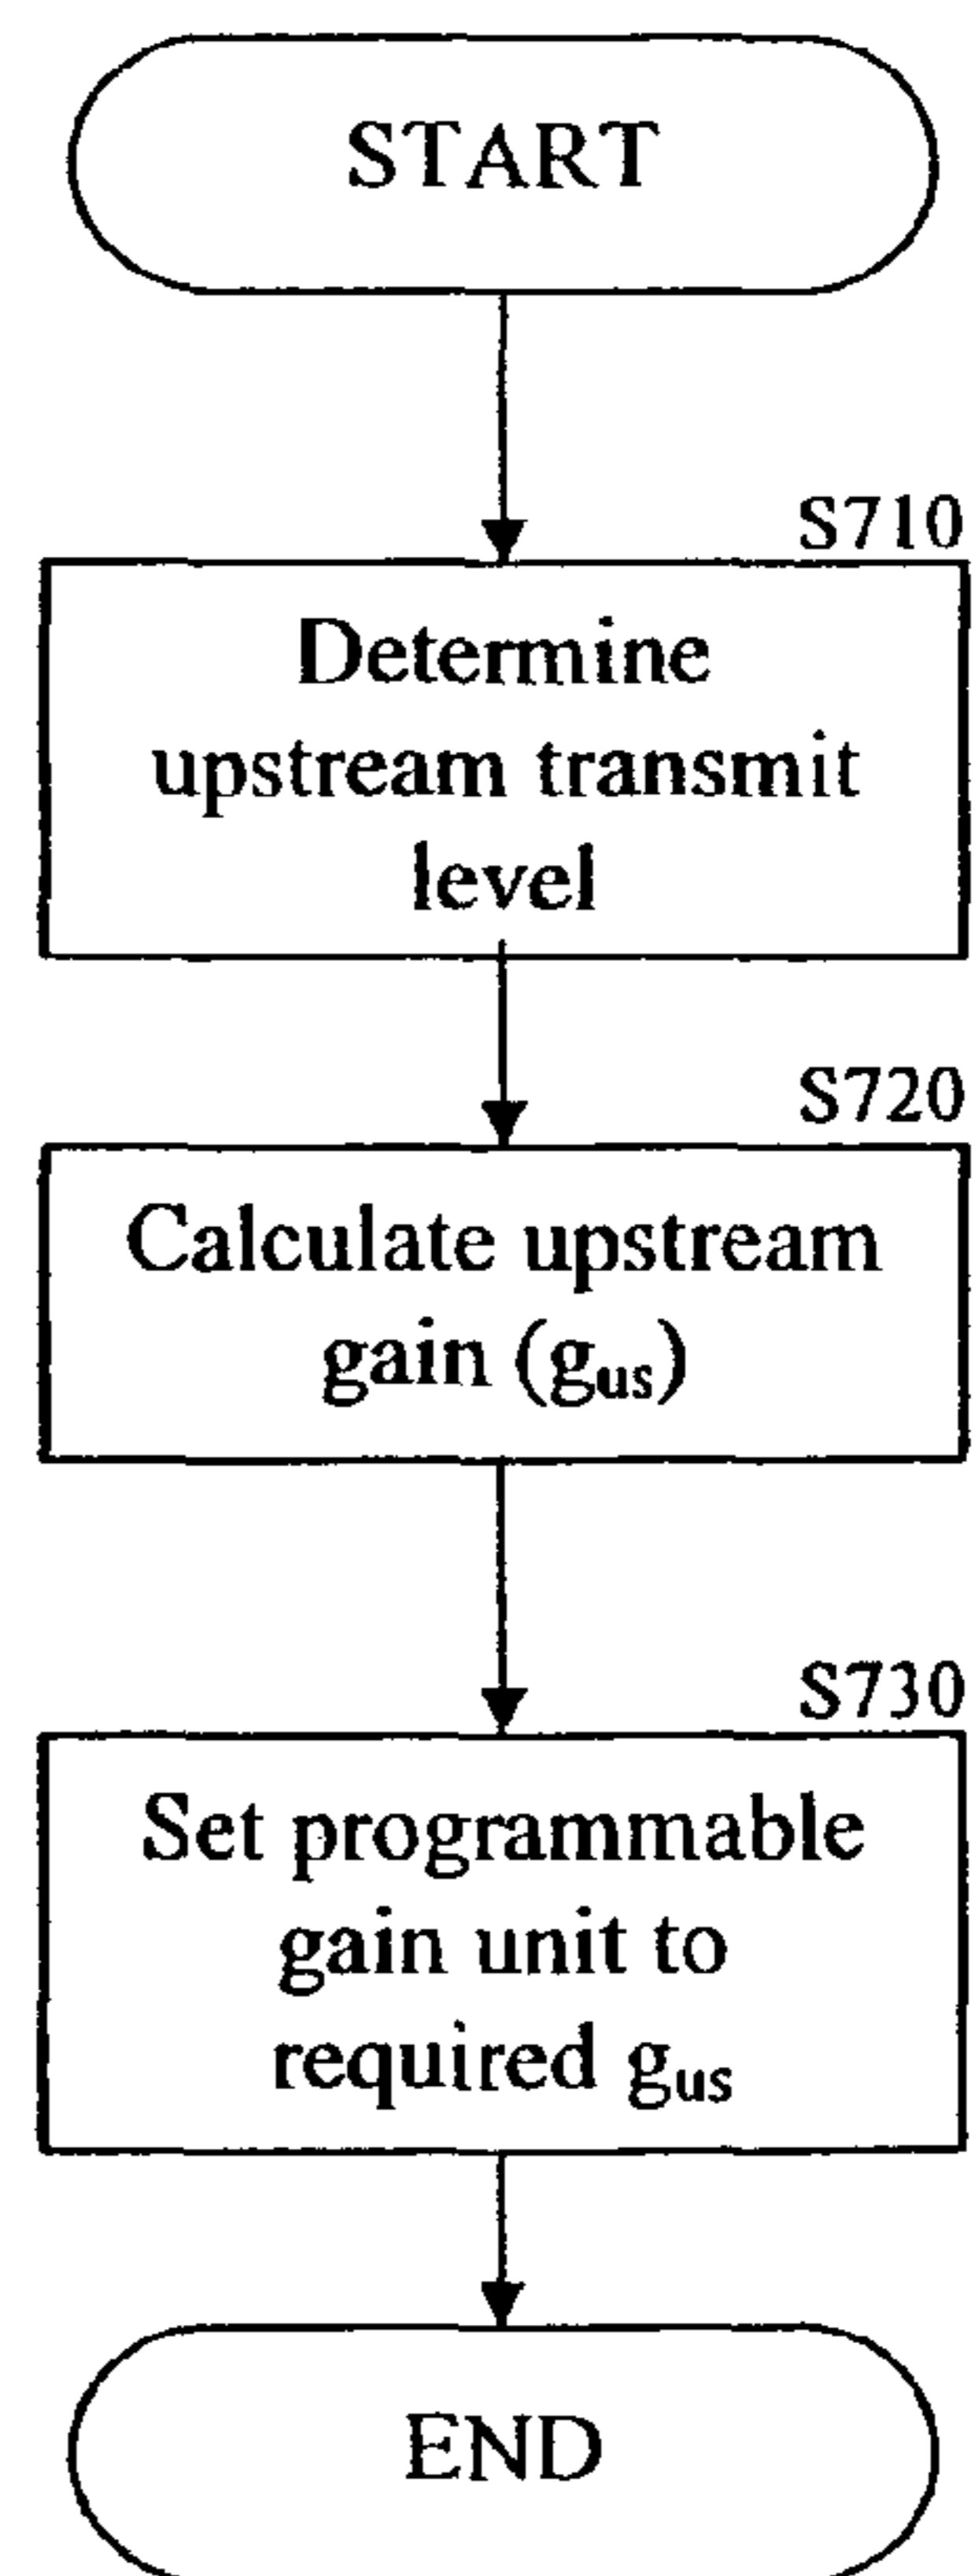 START
S710
Determine
upstream transmit
level
S720
Calculate upstream
gain (gus)
S730
Set programmable
gain unit to
required gus
END